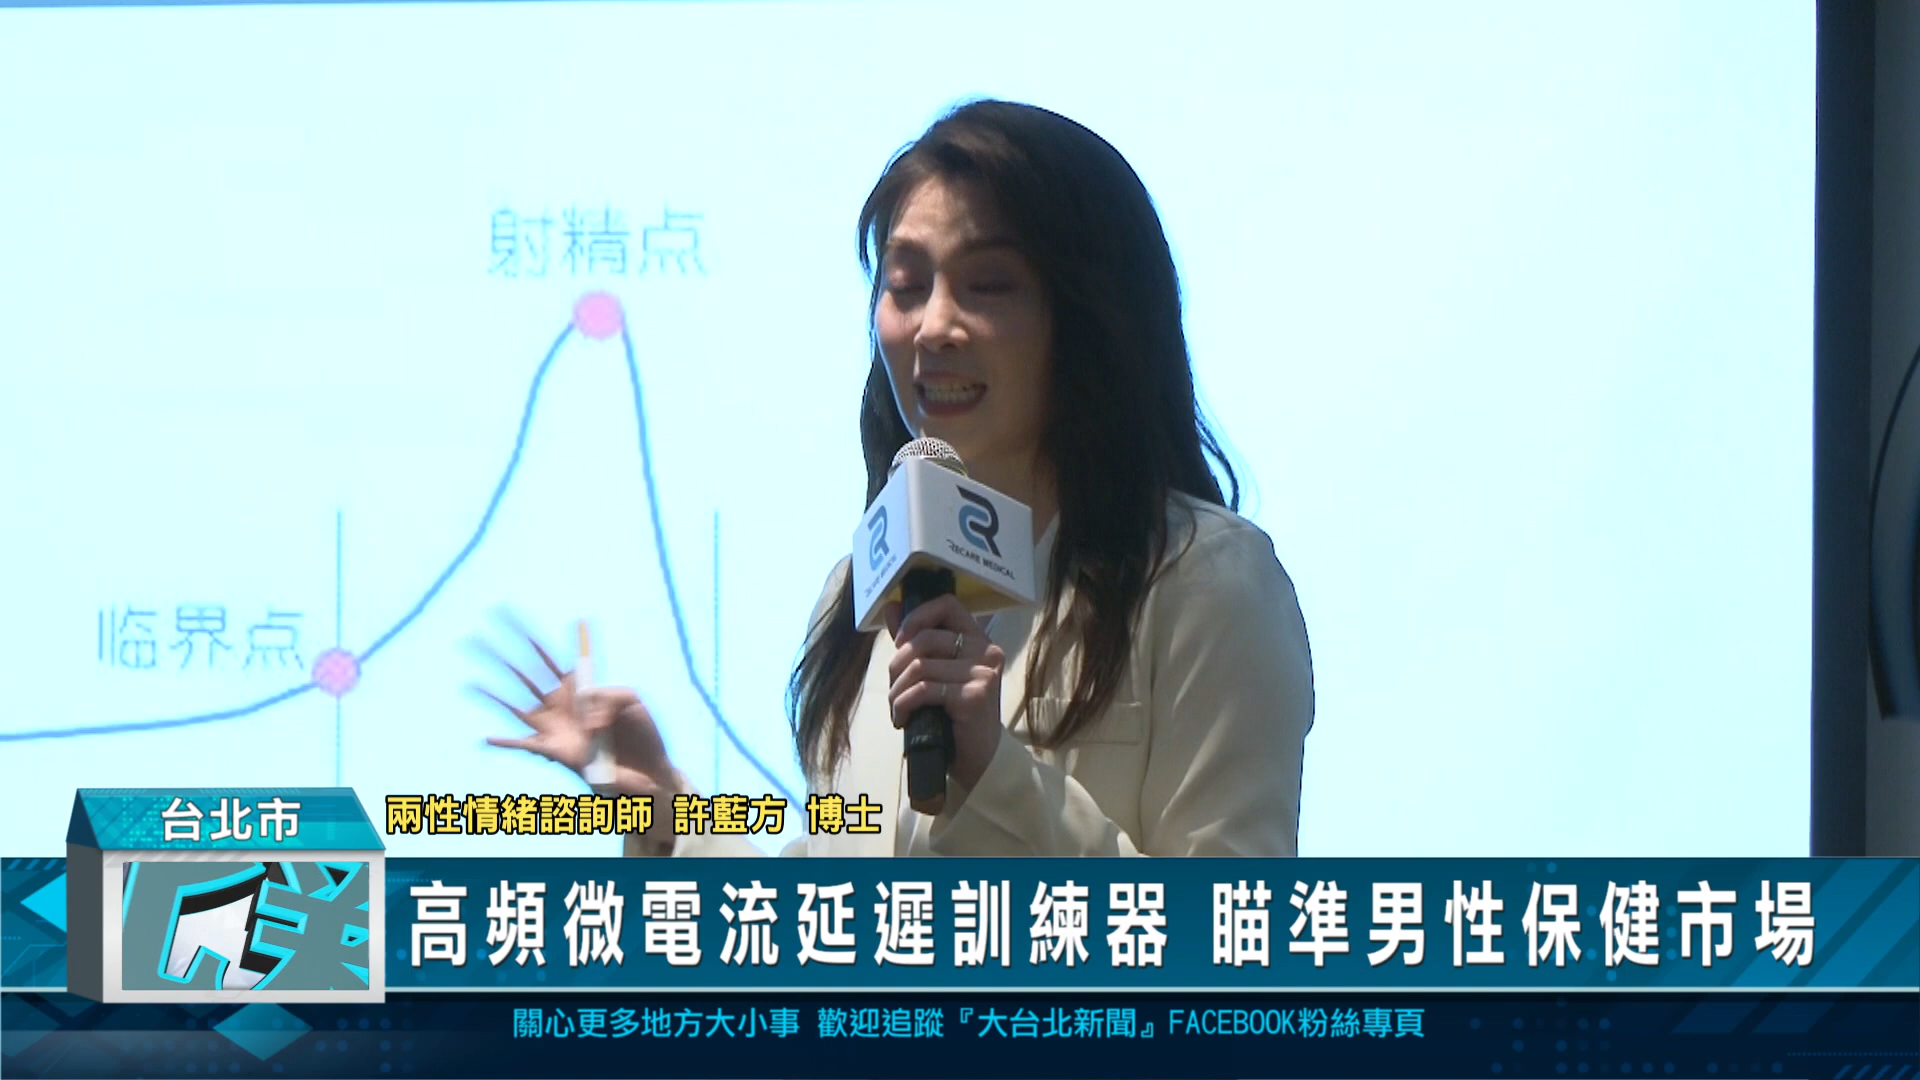 射精点
临界点
RECARE MEDICAL
台北市
兩性情緒諮詢師 許藍方 博士
高頻微電流延遲訓練器 瞄準男性保健市場
關心更多地方大小事 歡迎追蹤『大台北新聞』FACEBOOK粉絲專頁